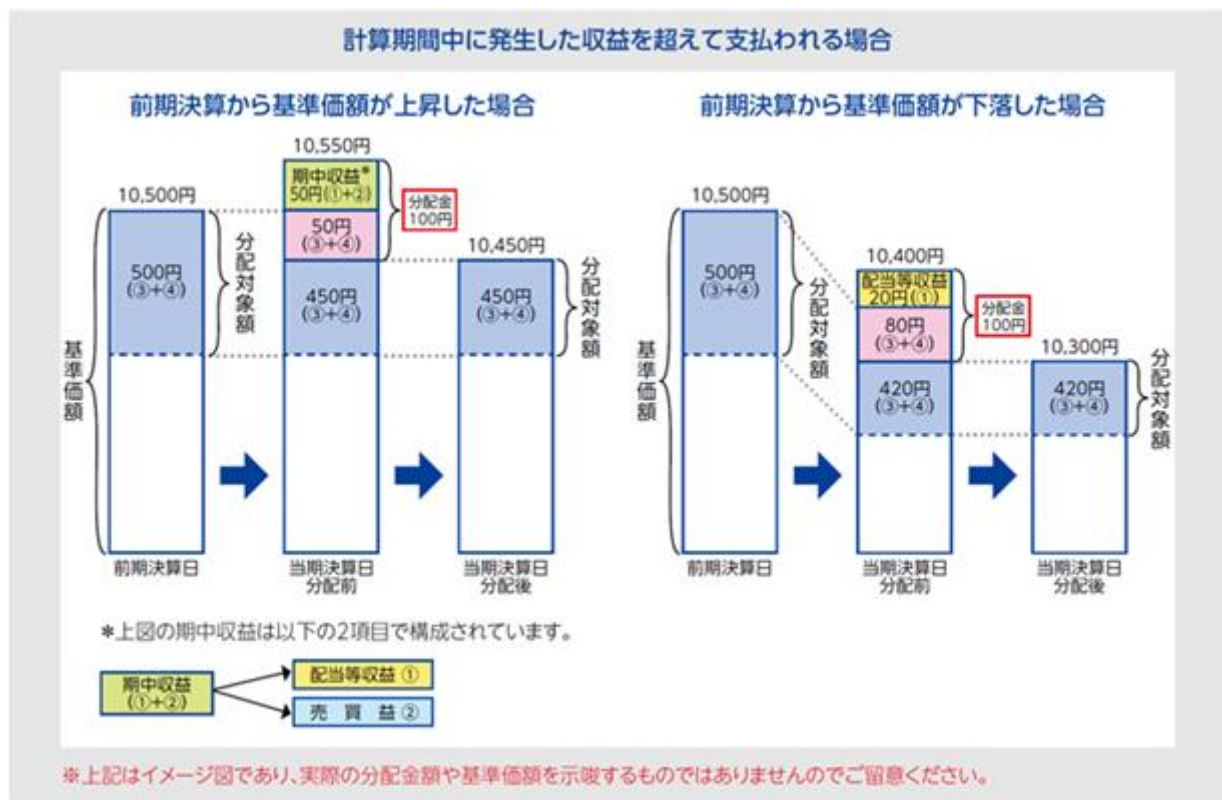 計算期間中に発生した収益を超えて支払われる場合
前期決算から基準価額が上昇した場合
10,550円
10,500円
期中収益*
50円(①+②)
分配金
100円
50円
(③+④)
10,450円
500円
(③+④)
分配対象額
450円
(③+④)
450円
(③+④)
分配対象額
基準価額
前期決算日
当期決算日
分配前
当期決算日
分配後
前期決算から基準価額が下落した場合
10,500円
10,400円
500円
(③+④)
分配対象額
配当等収益
20円(①)
分配金
100円
80円
(③+④)
10,300円
420円
(③+④)
420円
(③+④)
分配対象額
基準価額
前期決算日
当期決算日
分配前
当期決算日
分配後
*上図の期中収益は以下の2項目で構成されています。
期中収益
(①+②)
配当等収益 ①
売 買 益 ②
※上記はイメージ図であり、実際の分配金額や基準価額を示唆するものではありませんのでご留意ください。